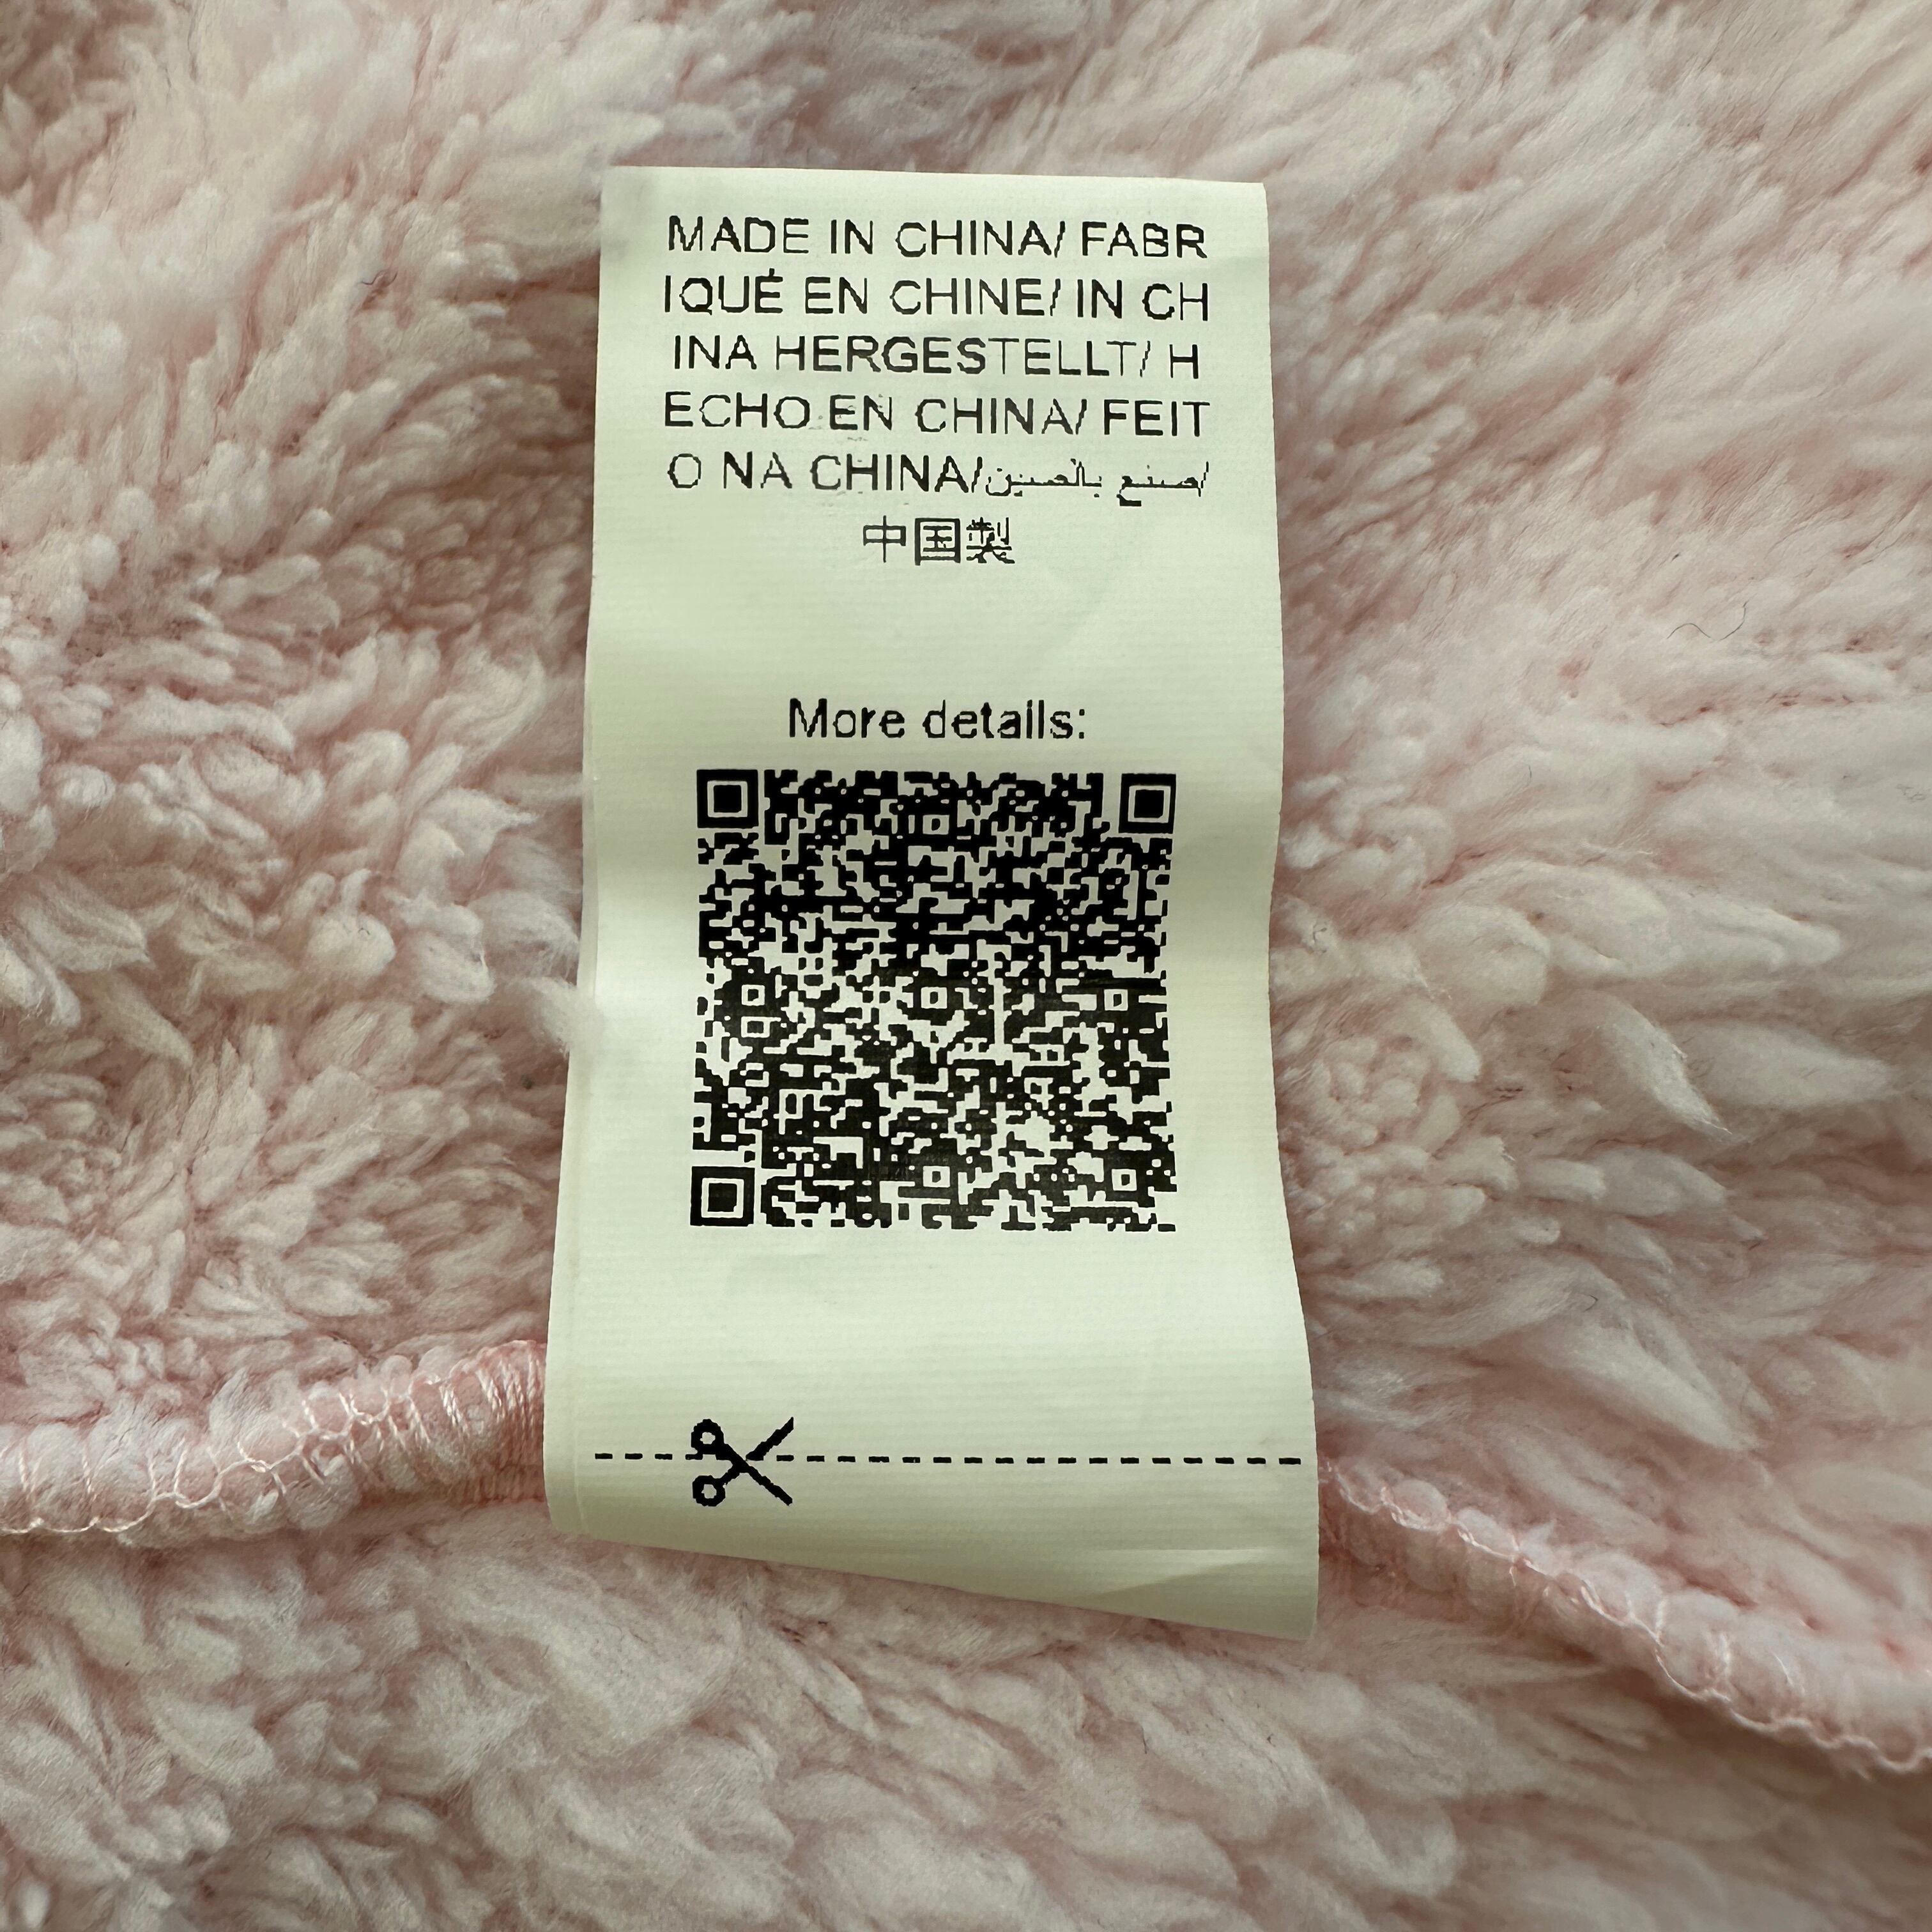 MADE IN CHINA/ FABR
IQUÉ EN CHINE/ IN CH
INA HERGESTELLT/ H
ECHO EN CHINA/ FEIT
O NA CHINA/صنع بالصين/
中国製
More details: